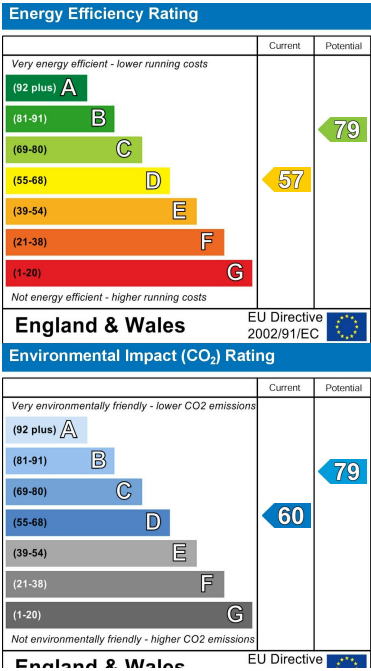 Energy Efficiency Rating
Current Potential
Very energy efficient - lower running costs
(92 plus) A
(81-91) B
(69-80) C
(55-68) D
(39-54) E
(21-38) F
(1-20) G
79
57
Not energy efficient - higher running costs
England & Wales
EU Directive
2002/91/EC
Environmental Impact (CO₂) Rating
Current Potential
Very environmentally friendly - lower CO2 emissions
(92 plus) A
(81-91) B
(69-80) C
(55-68) D
(39-54) E
(21-38) F
(1-20) G
79
60
Not environmentally friendly - higher CO2 emissions
England & Wales
EU Directive